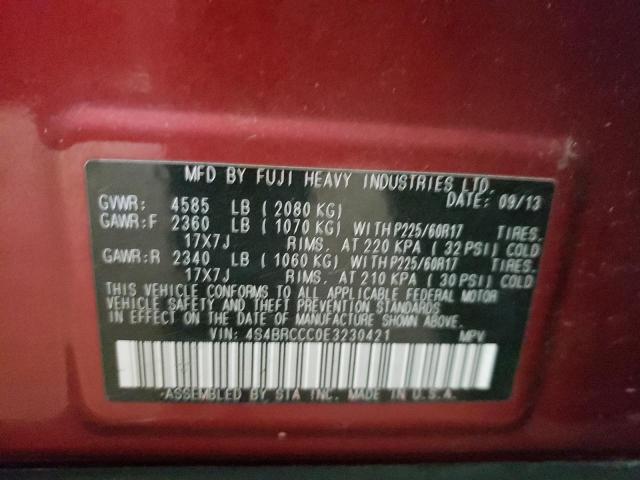 MFD BY FUJI HEAVY INDUSTRIES LTD.
GVWR: 4585 LB ( 2080 KG) DATE: 09/13
GAWR:F 2360 LB ( 1070 KG) WITH P225/60R17 TIRES.
17X7J RIMS, AT 220 KPA ( 32 PSI) COLD
GAWR:R 2340 LB ( 1060 KG) WITH P225/60R17 TIRES.
17X7J RIMS, AT 210 KPA ( 30 PSI) COLD
THIS VEHICLE CONFORMS TO ALL APPLICABLE FEDERAL MOTOR
VEHICLE SAFETY AND THEFT PREVENTION STANDARDS
IN EFFECT ON THE DATE OF MANUFACTURE SHOWN ABOVE.
VIN: 4S4BRCCC0E3230421 MPV
ASSEMBLED BY SIA INC. MADE IN U.S.A.